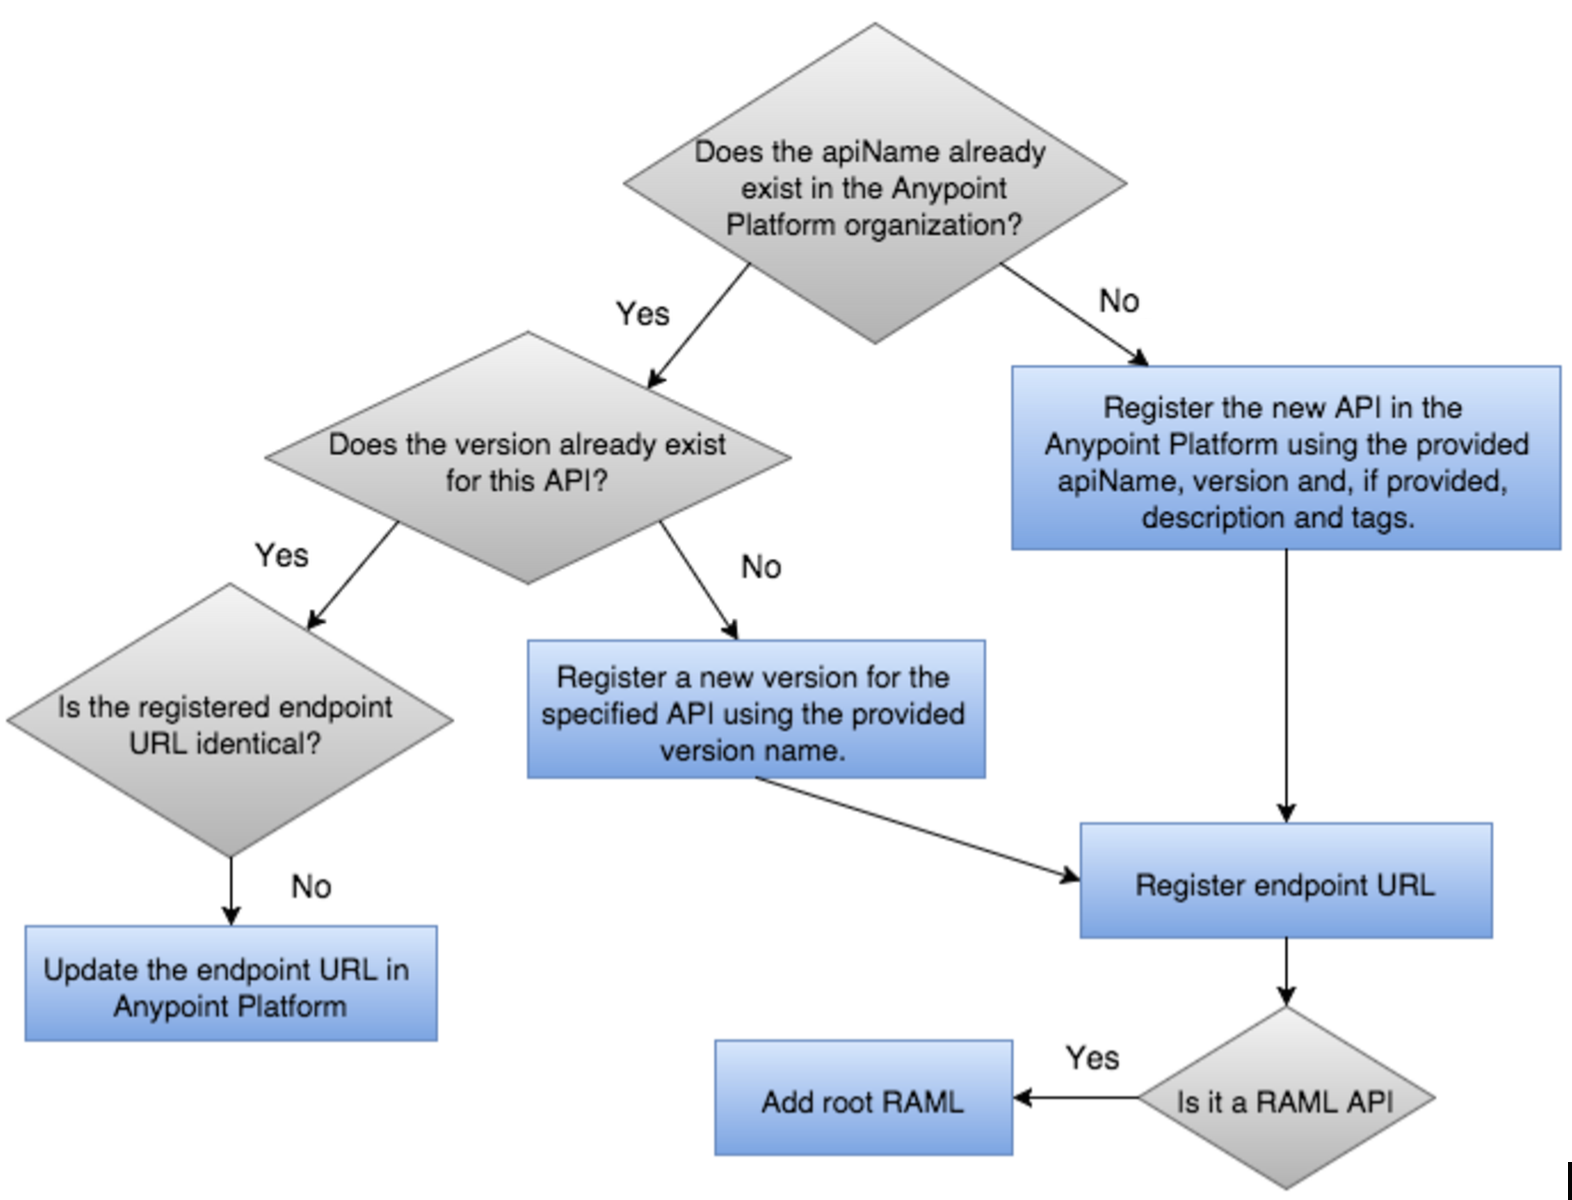 Does the apiName already
exist in the Anypoint
Platform organization?
Yes
No
Does the version already exist
for this API?
Register the new API in the
Anypoint Platform using the provided
apiName, version and, if provided,
description and tags.
Yes
No
Is the registered endpoint
URL identical?
Register a new version for the
specified API using the provided
version name.
No
Register endpoint URL
Update the endpoint URL in
Anypoint Platform
Yes
Add root RAML
Is it a RAML API